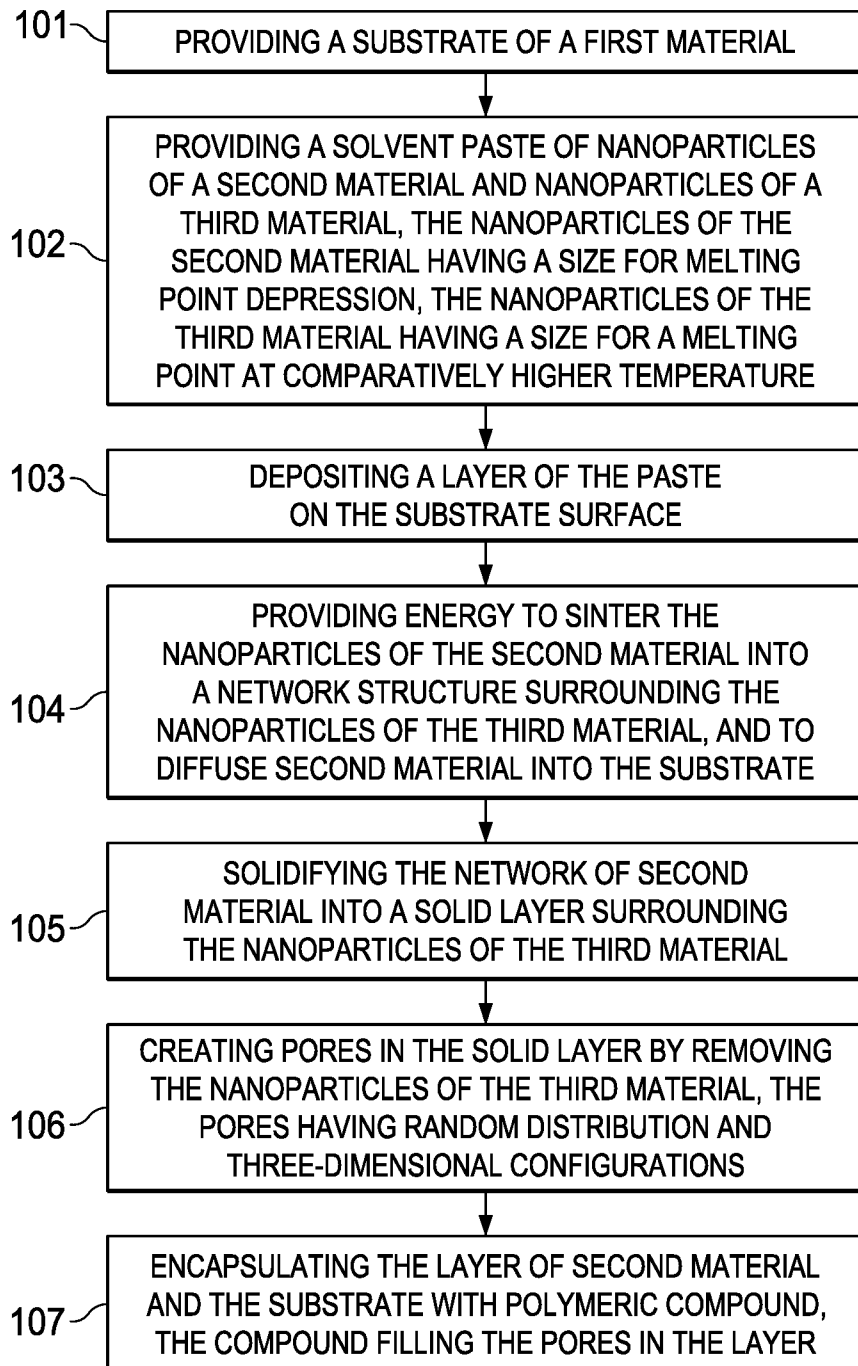 101
PROVIDING A SUBSTRATE OF A FIRST MATERIAL
102
PROVIDING A SOLVENT PASTE OF NANOPARTICLES
OF A SECOND MATERIAL AND NANOPARTICLES OF A
THIRD MATERIAL, THE NANOPARTICLES OF THE
SECOND MATERIAL HAVING A SIZE FOR MELTING
POINT DEPRESSION, THE NANOPARTICLES OF THE
THIRD MATERIAL HAVING A SIZE FOR A MELTING
POINT AT COMPARATIVELY HIGHER TEMPERATURE
103
DEPOSITING A LAYER OF THE PASTE
ON THE SUBSTRATE SURFACE
104
PROVIDING ENERGY TO SINTER THE
NANOPARTICLES OF THE SECOND MATERIAL INTO
A NETWORK STRUCTURE SURROUNDING THE
NANOPARTICLES OF THE THIRD MATERIAL, AND TO
DIFFUSE SECOND MATERIAL INTO THE SUBSTRATE
105
SOLIDIFYING THE NETWORK OF SECOND
MATERIAL INTO A SOLID LAYER SURROUNDING
THE NANOPARTICLES OF THE THIRD MATERIAL
106
CREATING PORES IN THE SOLID LAYER BY REMOVING
THE NANOPARTICLES OF THE THIRD MATERIAL, THE
PORES HAVING RANDOM DISTRIBUTION AND
THREE-DIMENSIONAL CONFIGURATIONS
107
ENCAPSULATING THE LAYER OF SECOND MATERIAL
AND THE SUBSTRATE WITH POLYMERIC COMPOUND,
THE COMPOUND FILLING THE PORES IN THE LAYER